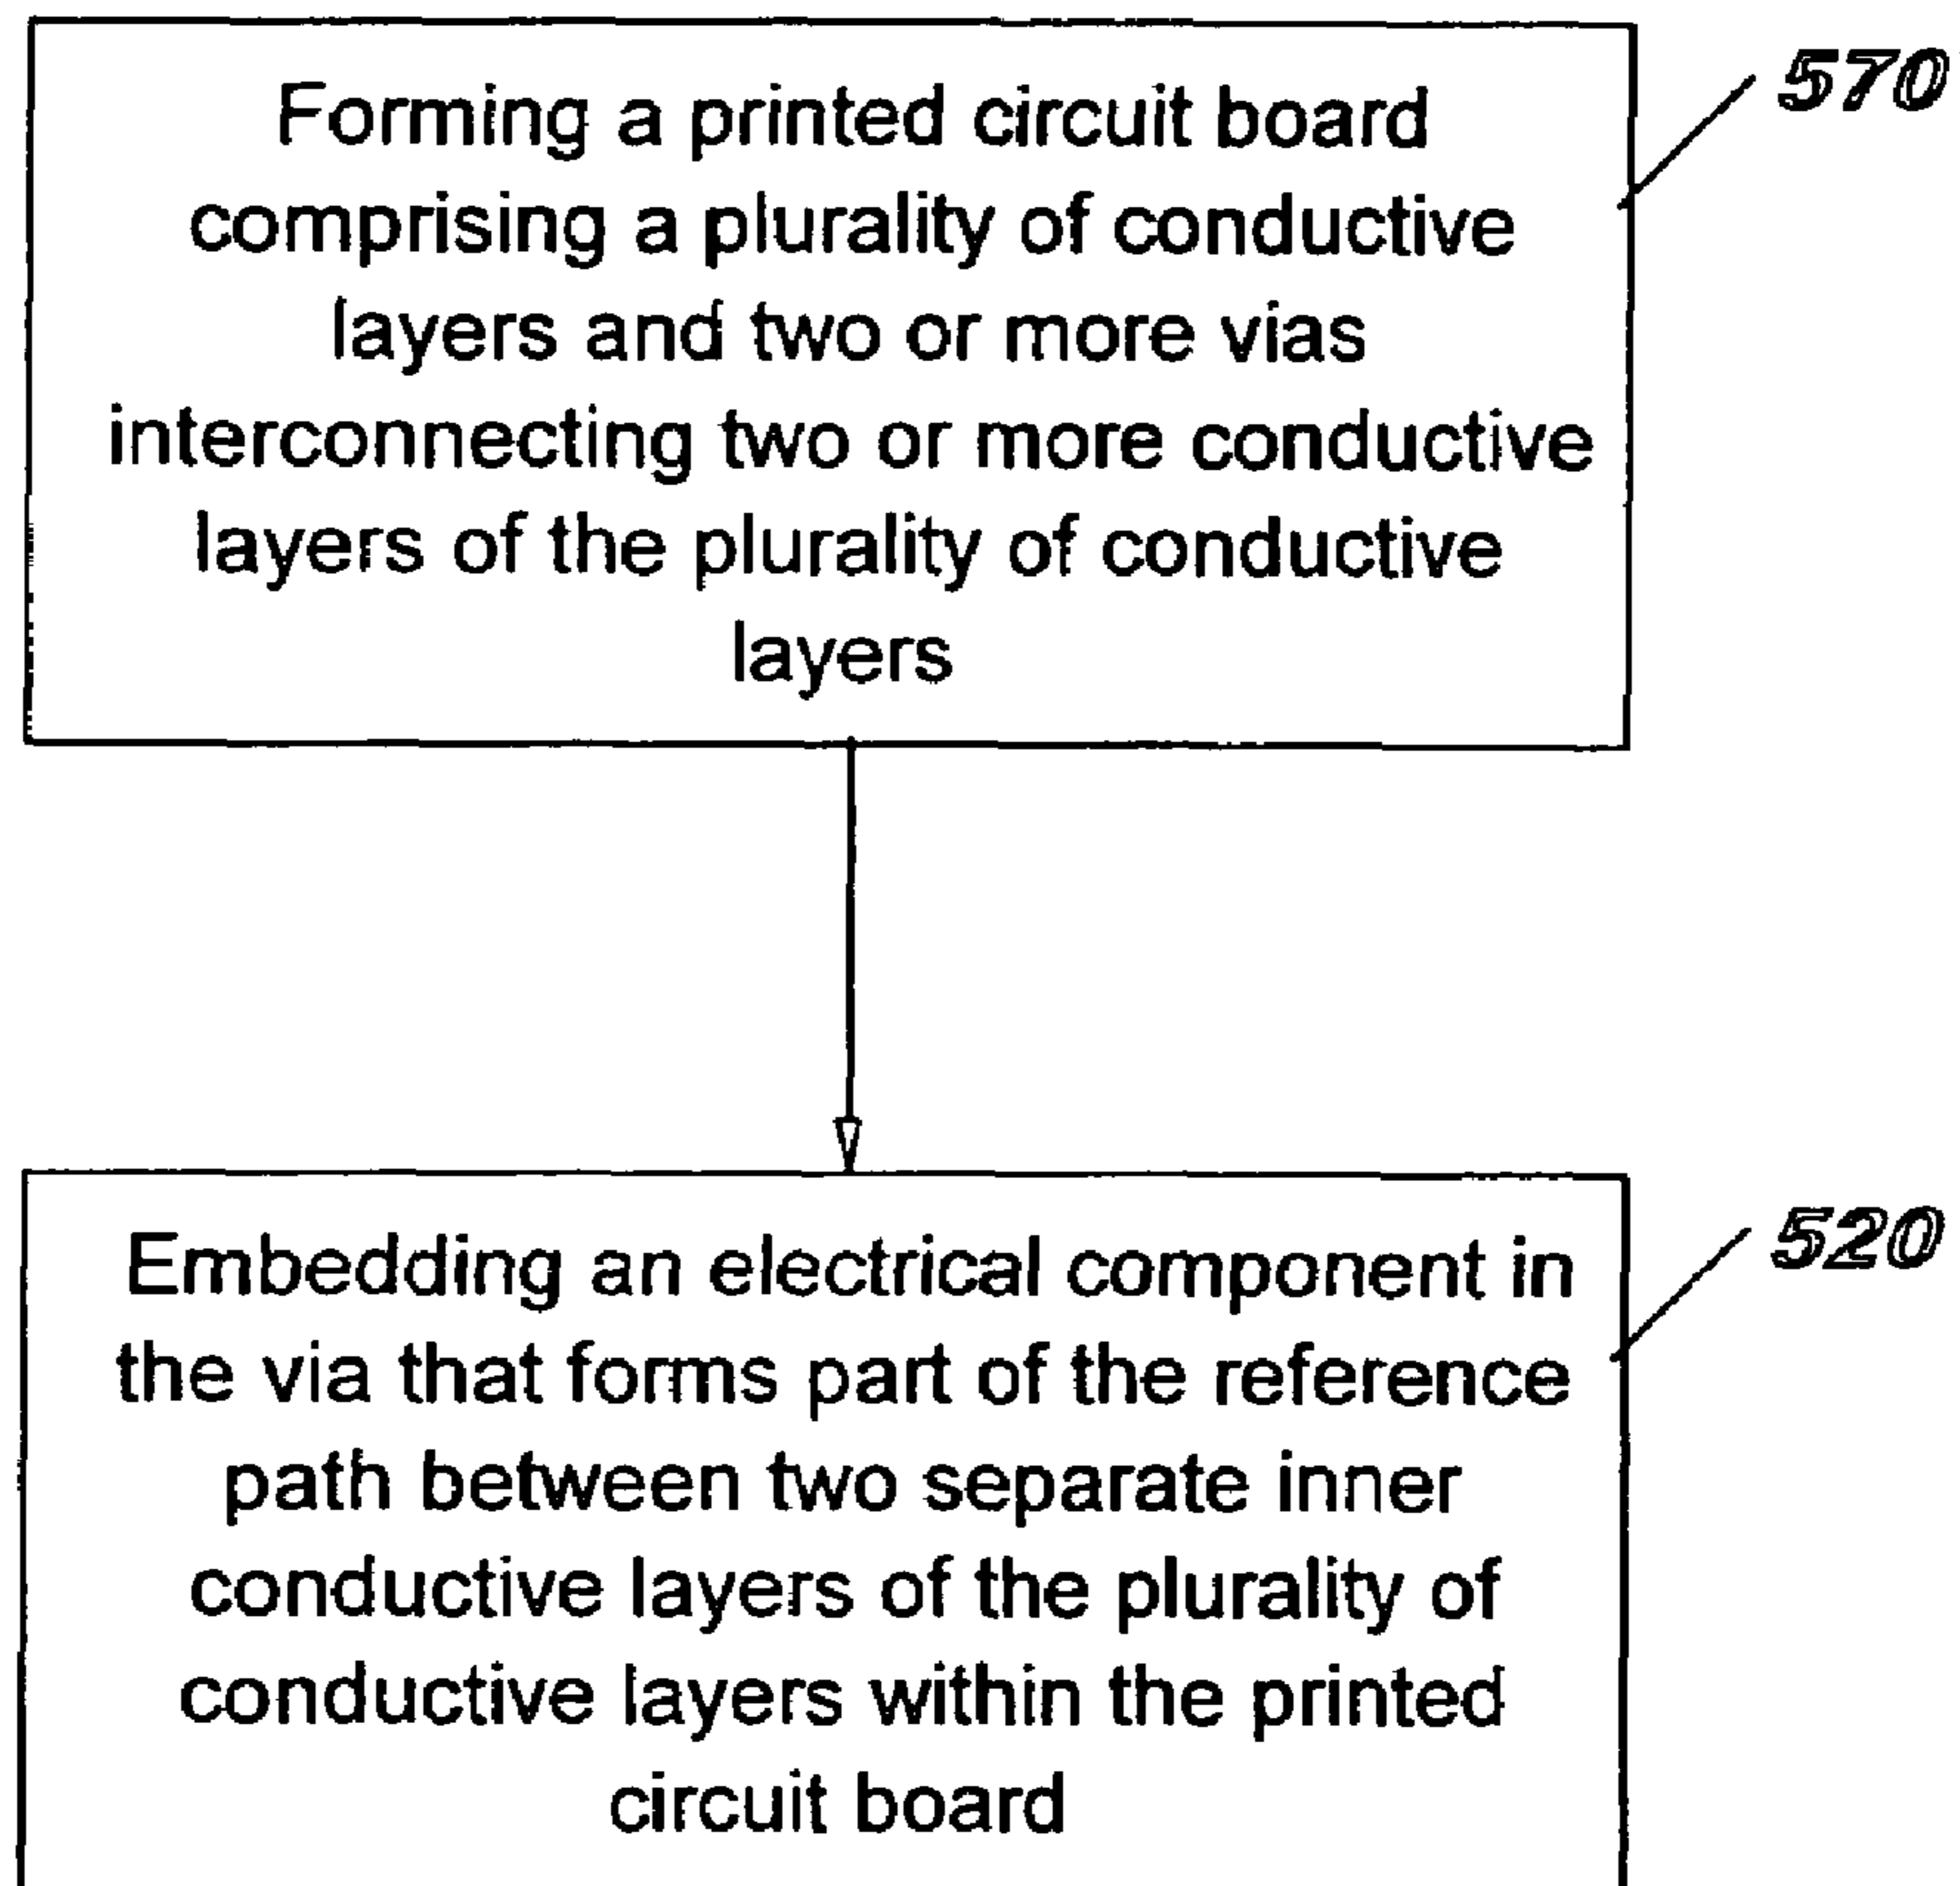 Forming a printed circuit board
570
comprising a plurality of conductive
layers and two or more vias
interconnecting two or more conductive
layers of the plurality of conductive
layers
Embedding an electrical component in
520
the via that forms part of the reference
path between two separate inner
conductive layers of the plurality of
conductive layers within the printed
circuit board